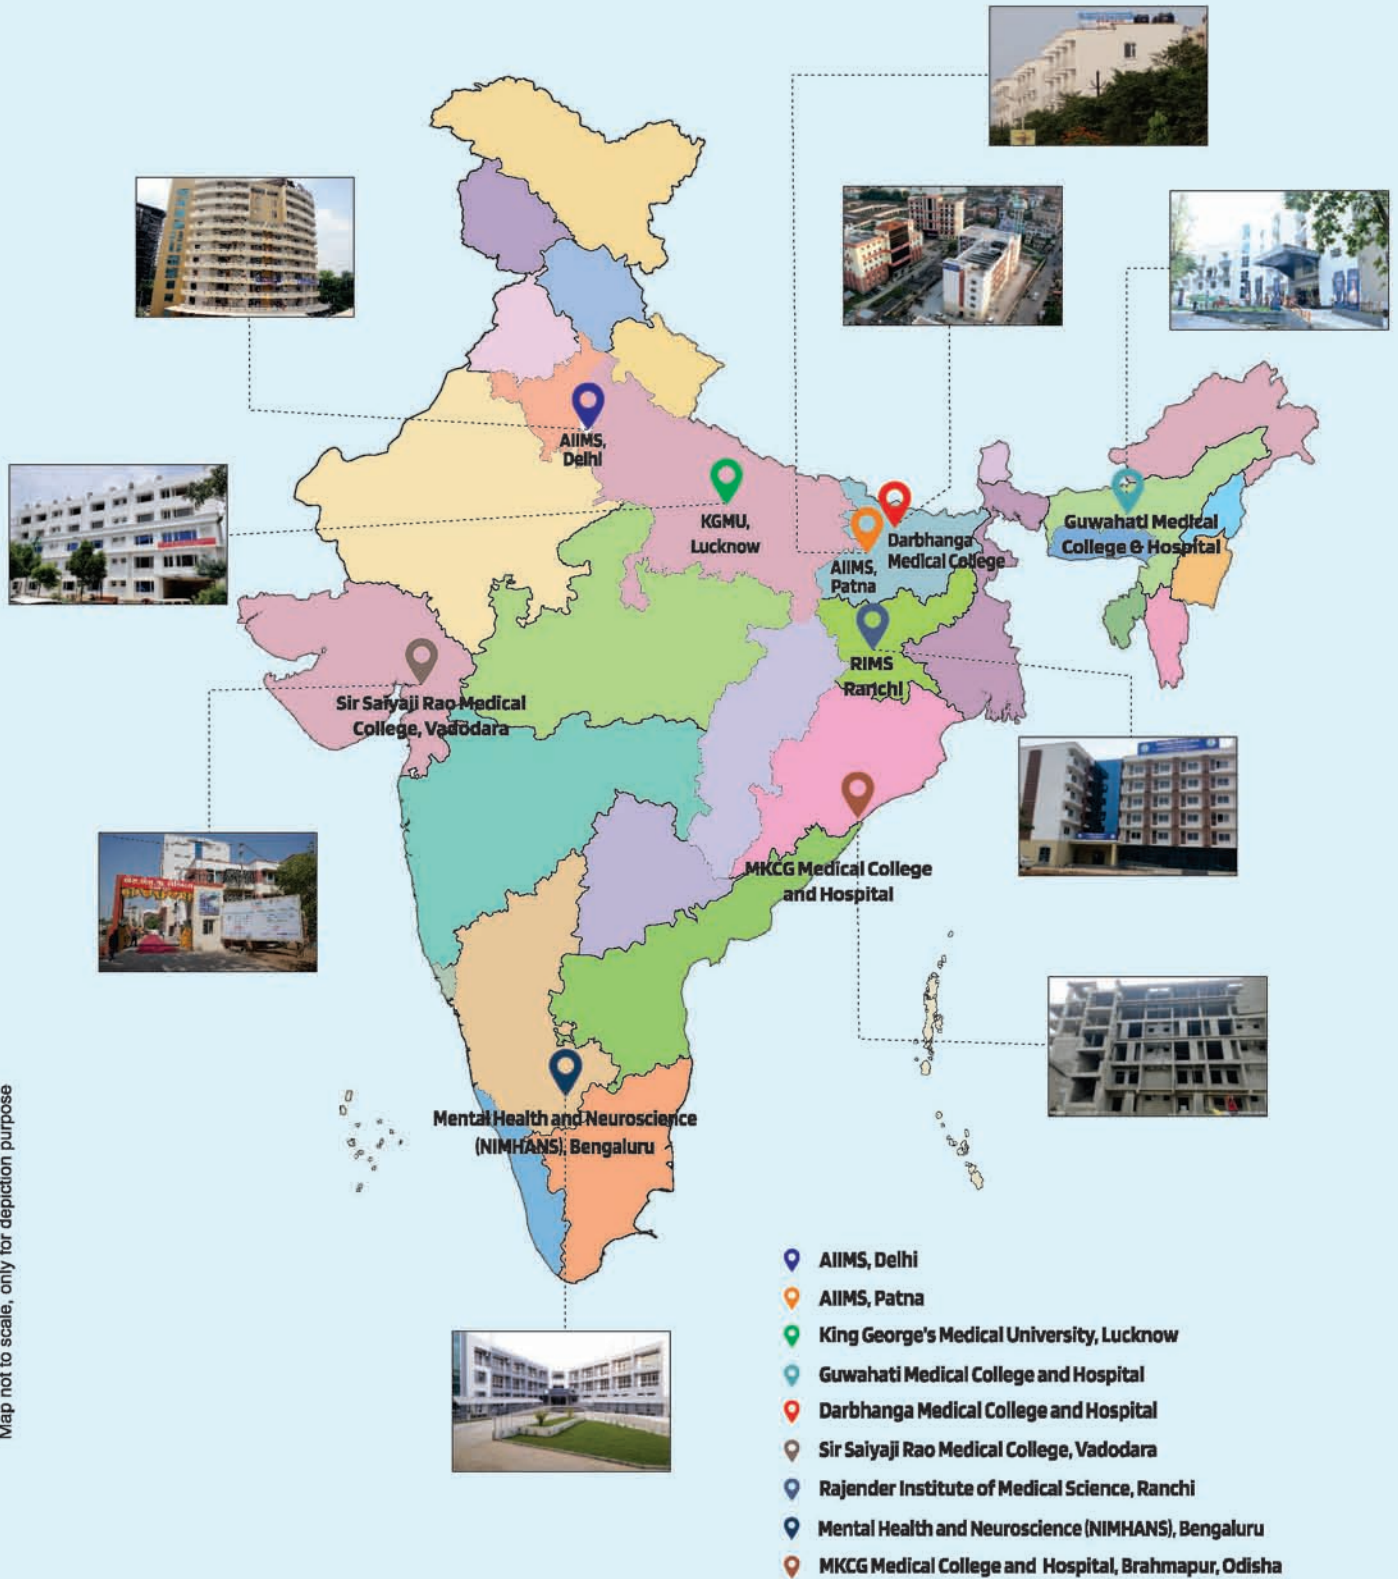 AIIMS,
Delhi
KGMU,
Lucknow
Darbhanga
Medical College
AIIMS,
Patna
Guwahati Medical
College & Hospital
RIMS
Ranchi
Sir Saiyaji Rao Medical
College, Vadodara
MKCG Medical College
and Hospital
Mental Health and Neuroscience
(NIMHANS), Bengaluru
Map not to scale, only for depiction purpose
AIIMS, Delhi
AIIMS, Patna
King George's Medical University, Lucknow
Guwahati Medical College and Hospital
Darbhanga Medical College and Hospital
Sir Saiyaji Rao Medical College, Vadodara
Rajender Institute of Medical Science, Ranchi
Mental Health and Neuroscience (NIMHANS), Bengaluru
MKCG Medical College and Hospital, Brahmapur, Odisha